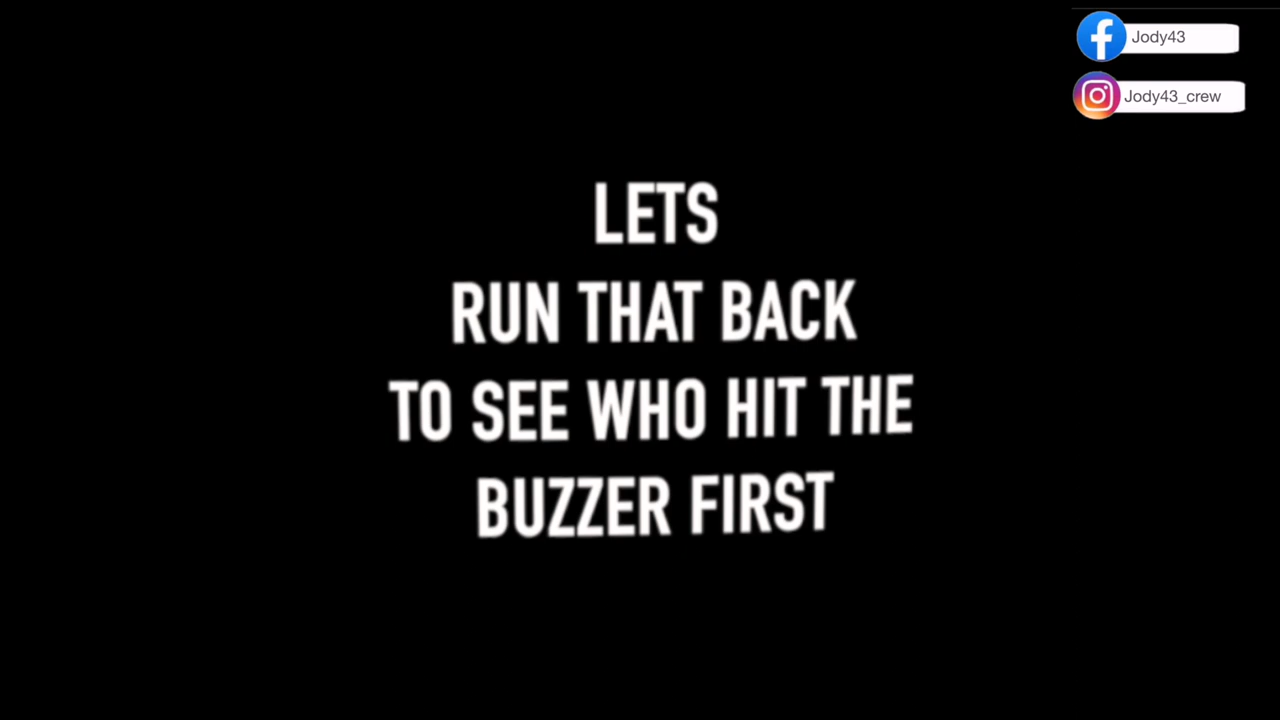 Jody43
Jody43_crew
LETS
RUN THAT BACK
TO SEE WHO HIT THE
BUZZER FIRST